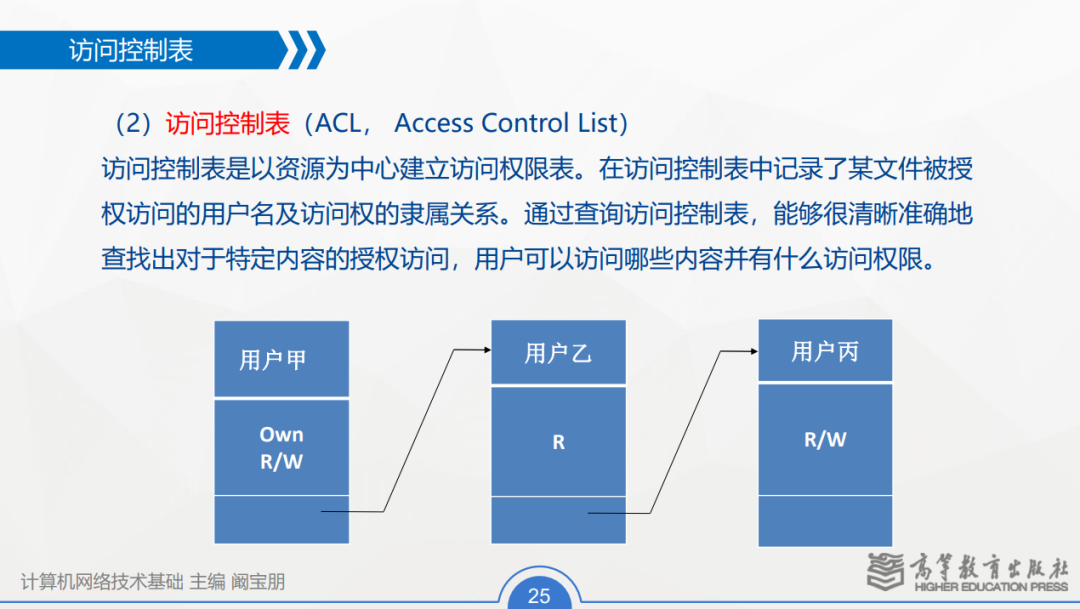 访问控制表
（2）访问控制表（ACL， Access Control List）
访问控制表是以资源为中心建立访问权限表。在访问控制表中记录了某文件被授
权访问的用户名及访问权的隶属关系。通过查询访问控制表，能够很清晰准确地
查找出对于特定内容的授权访问，用户可以访问哪些内容并有什么访问权限。
用户甲
Own
R/W
用户乙
R
用户丙
R/W
计算机网络技术基础 主编 阚宝朋
25
高等教育出版社
HIGHER EDUCATION PRESS